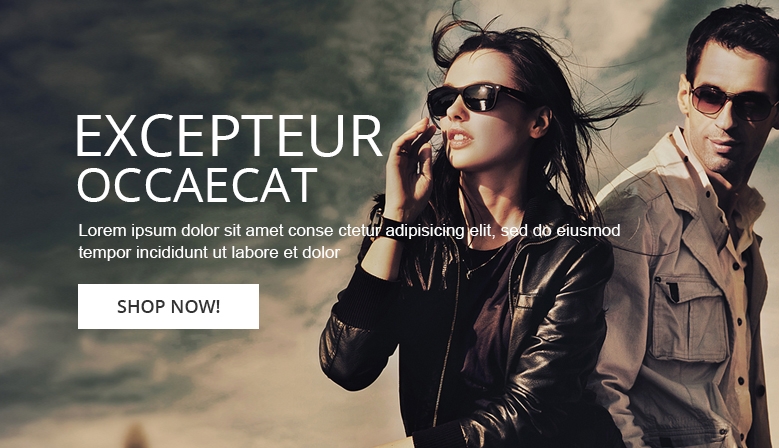 EXCEPTEUR
OCCAECAT
Lorem ipsum dolor sit amet conse ctetur adipisicing elit, sed do eiusmod
tempor incididunt ut labore et dolor
SHOP NOW!